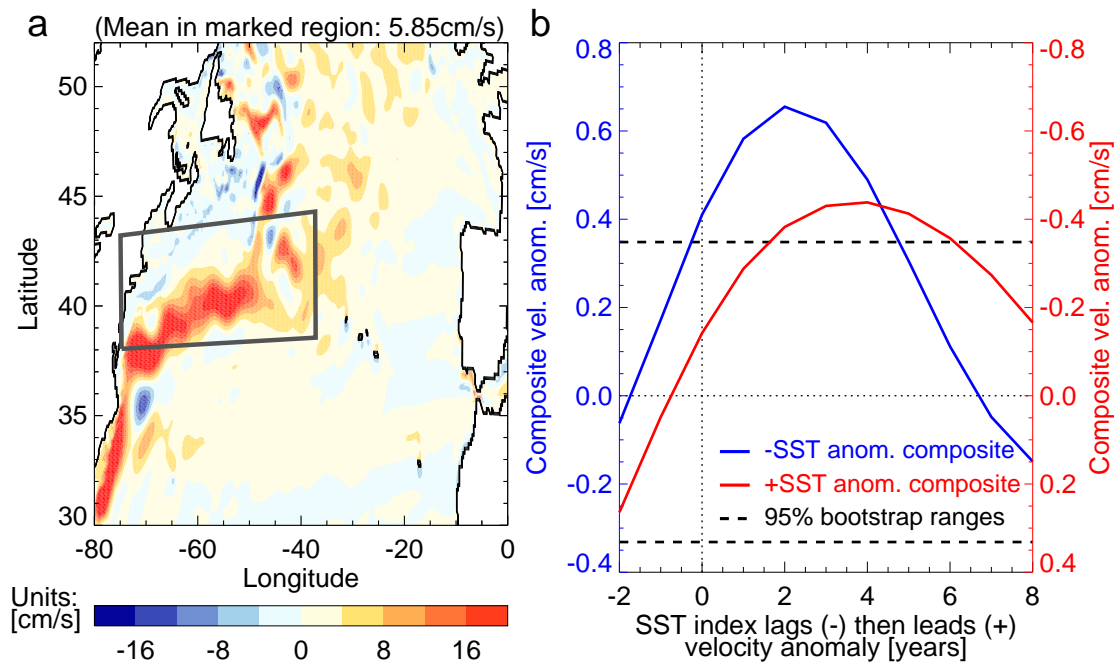 a
(Mean in marked region: 5.85cm/s)
50
45
40
35
30
Latitude
-80
-60
-40
-20
0
Longitude
Units:
[cm/s]
-16
-8
0
8
16
b
0.8
0.6
0.4
0.2
0.0
-0.2
-0.4
Composite vel. anom. [cm/s]
-0.8
-0.6
-0.4
-0.2
0.0
0.2
0.4
Composite vel. anom. [cm/s]
-SST anom. composite
+SST anom. composite
95% bootstrap ranges
-2
0
2
4
6
8
SST index lags (-) then leads (+)
velocity anomaly [years]